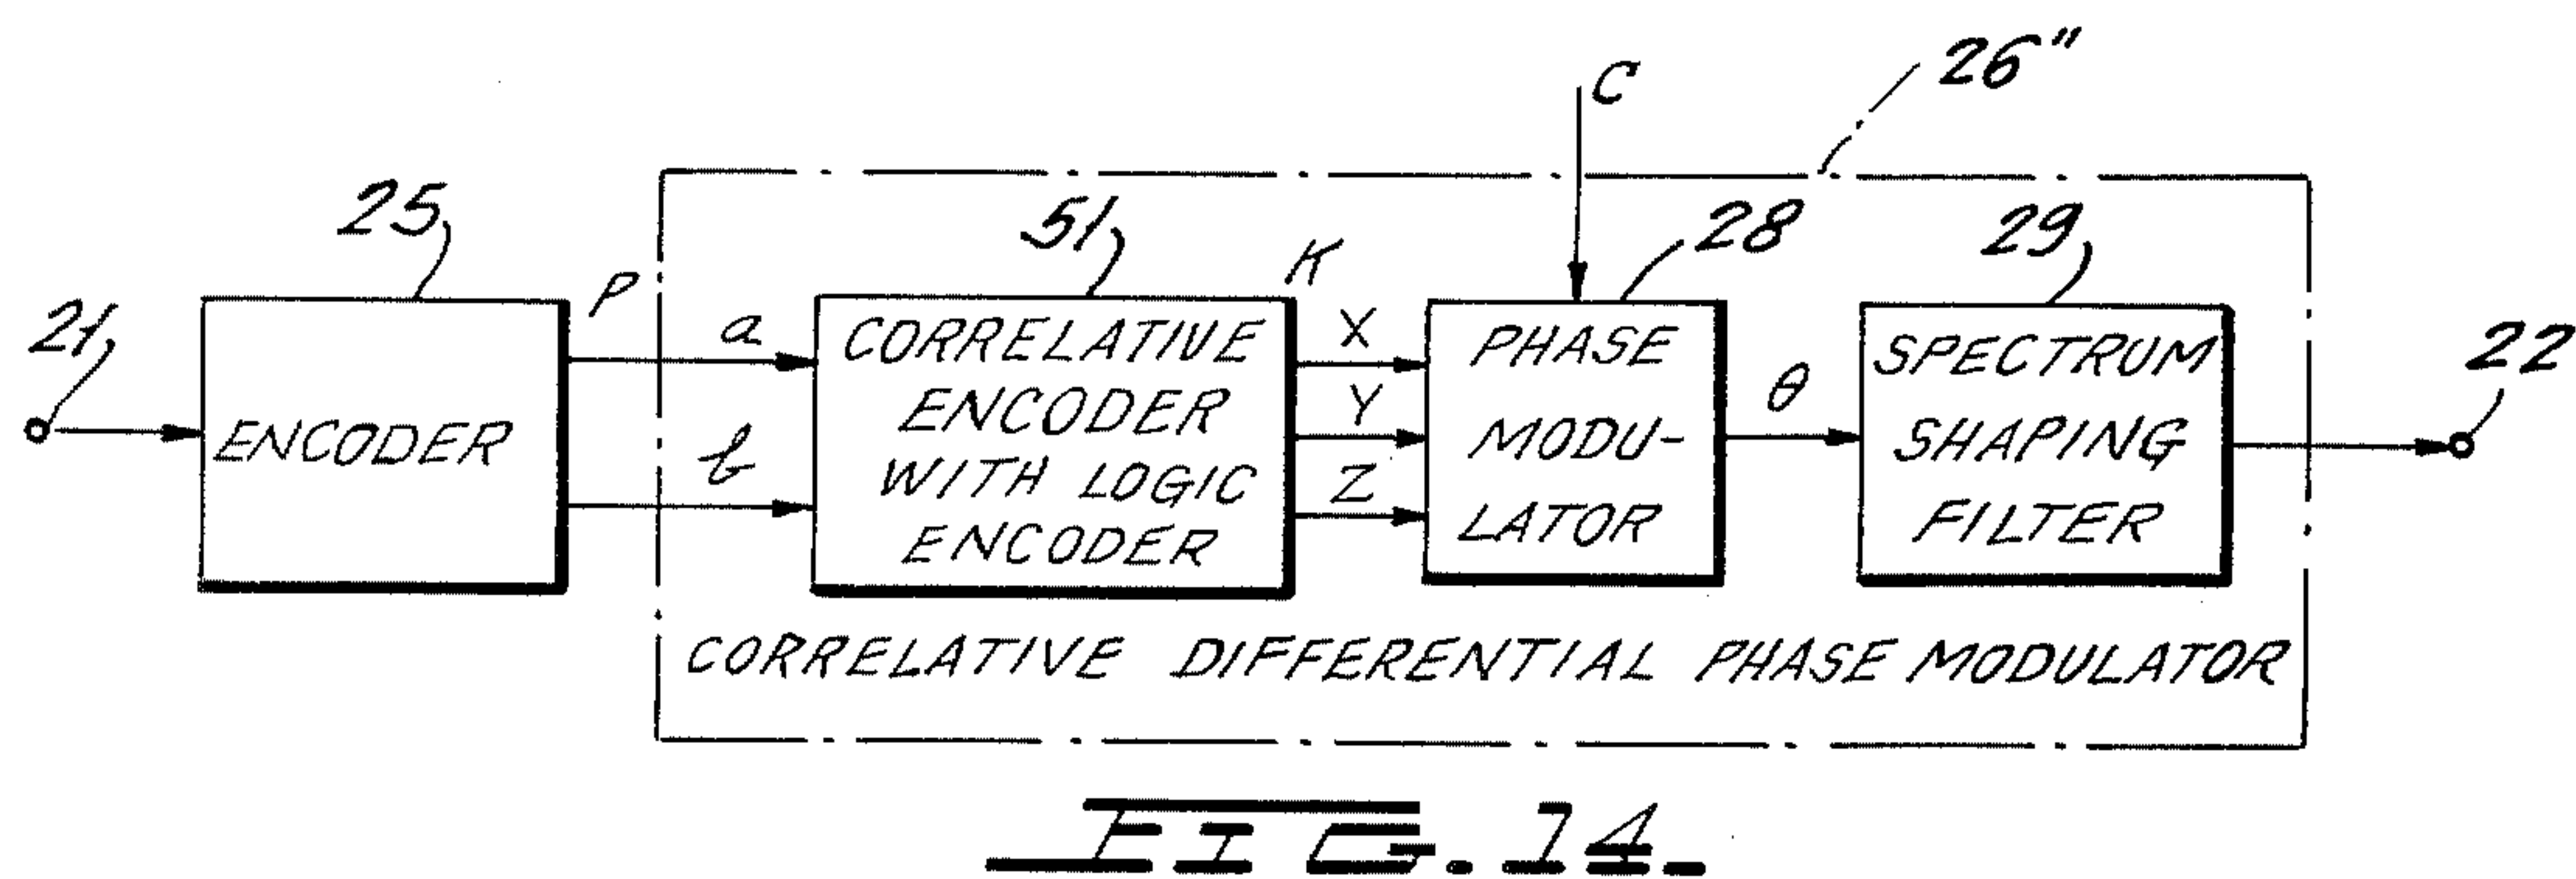 26"
C
25
51
28
29
21
22
P
K
a
b
X
Y
Z
θ
ENCODER
CORRELATIVE
ENCODER
WITH LOGIC
ENCODER
PHASE
MODU-
LATOR
SPECTRUM
SHAPING
FILTER
CORRELATIVE DIFFERENTIAL PHASE MODULATOR
FIG.14.